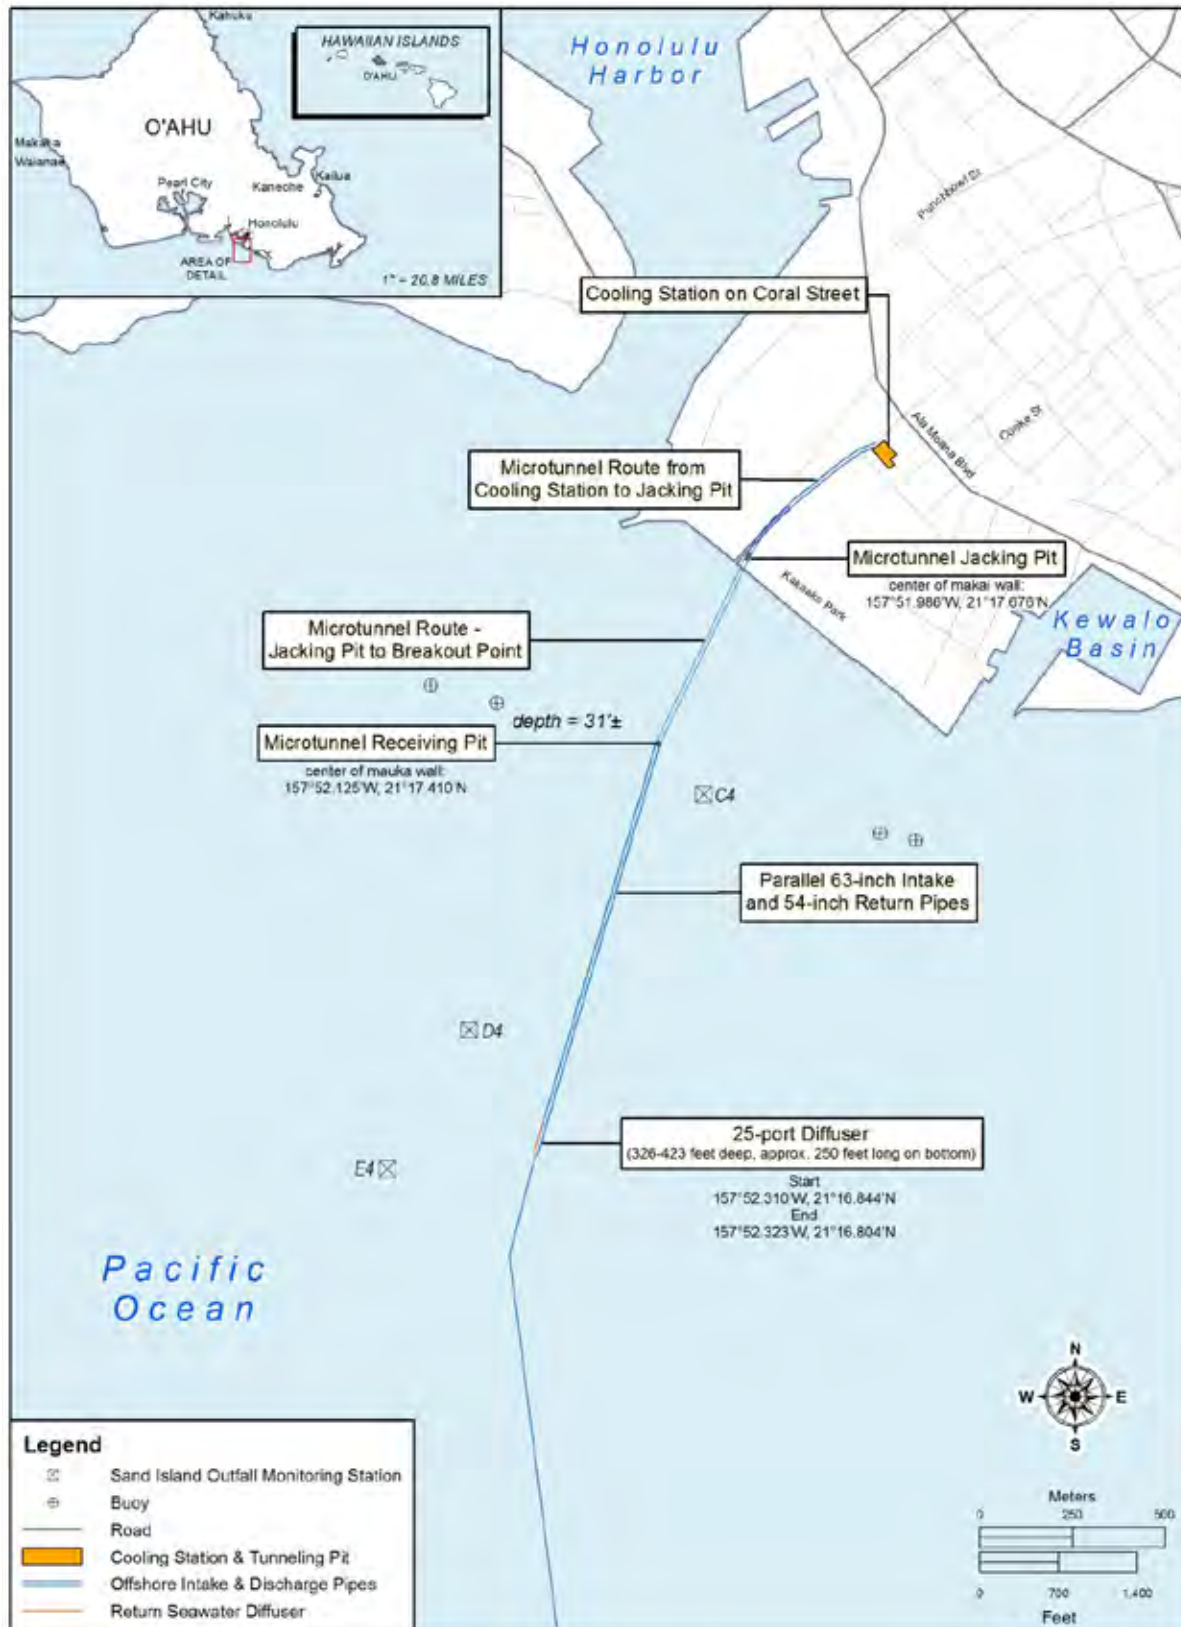 Kahuku
HAWAIIAN ISLANDS
O'AHU
O'AHU
Makaha
Waianae
Pearl City
Kaneohe
Kailua
Honolulu
AREA OF
DETAIL
1" = 20.8 MILES
Honolulu
Harbor
Punchbowl St
Cooling Station on Coral Street
Ala Moana Blvd
Cooke St
Microtunnel Route from
Cooling Station to Jacking Pit
Microtunnel Jacking Pit
center of makai wall:
157°51.986'W, 21°17.676'N
Kakaako Park
Kewalo
Basin
Microtunnel Route -
Jacking Pit to Breakout Point
depth = 31'±
Microtunnel Receiving Pit
center of mauka wall:
157°52.125'W, 21°17.410'N
C4
Parallel 63-inch Intake
and 54-inch Return Pipes
D4
25-port Diffuser
(326-423 feet deep, approx. 250 feet long on bottom)
Start
157°52.310'W, 21°16.844'N
End
157°52.323'W, 21°16.804'N
E4
Pacific
Ocean
N
W E
S
Legend
Sand Island Outfall Monitoring Station
Buoy
Road
Cooling Station & Tunneling Pit
Offshore Intake & Discharge Pipes
Return Seawater Diffuser
Meters
0 250 500
0 700 1,400
Feet